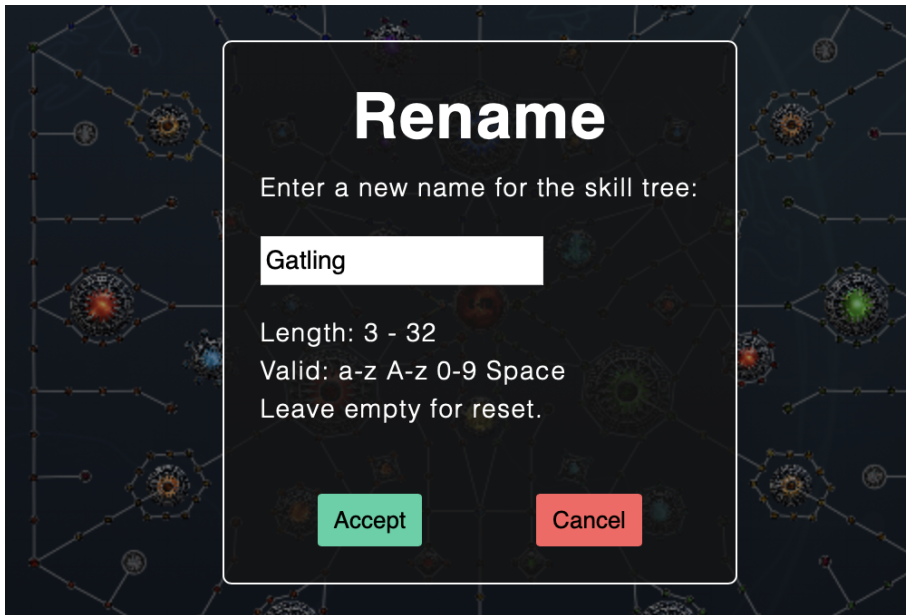 Rename
Enter a new name for the skill tree:
Gatling
Length: 3 - 32
Valid: a-z A-z 0-9 Space
Leave empty for reset.
Accept Cancel